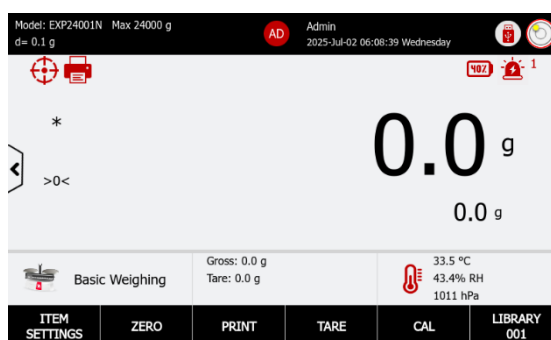 Model: EXP24001N Max 24000 g
d= 0.1 g
AD
Admin
2025-Jul-02 06:08:39 Wednesday
402
1
*
0.0 g
>0<
0.0 g
Basic Weighing
Gross: 0.0 g
Tare: 0.0 g
33.5 °C
43.4% RH
1011 hPa
ITEM SETTINGS
ZERO
PRINT
TARE
CAL
LIBRARY 001